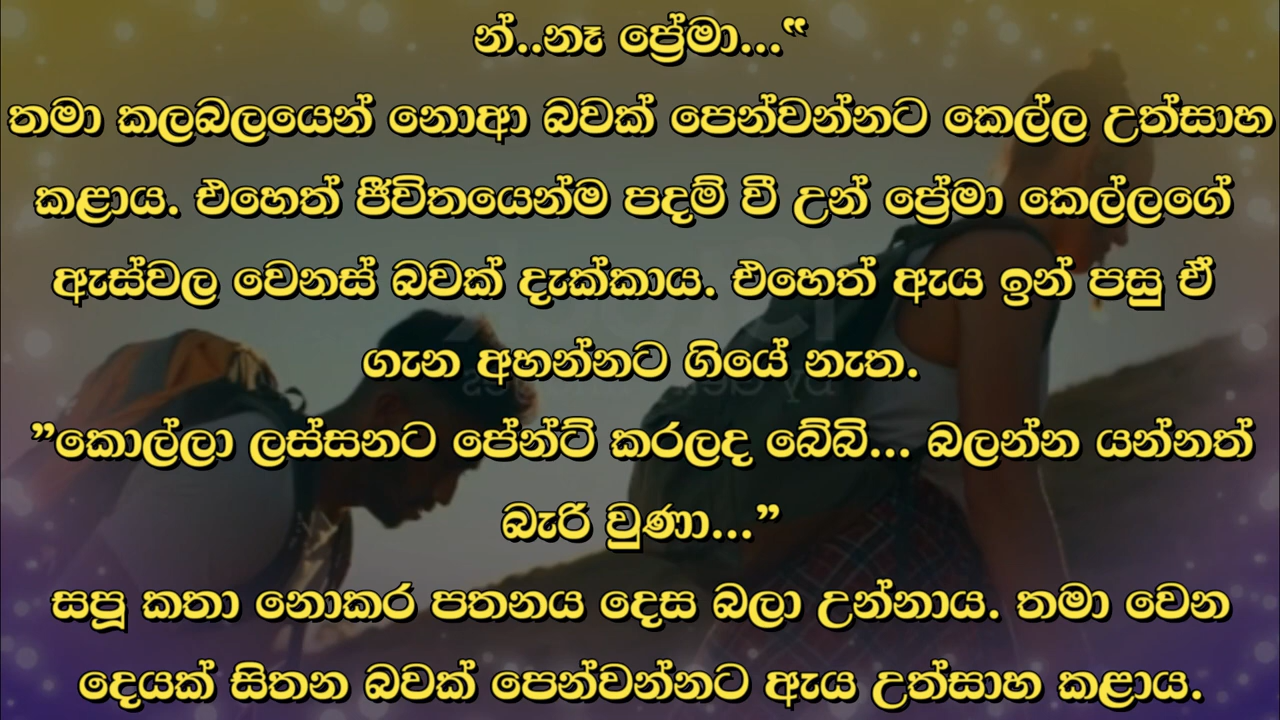 න්..නෑ ප්‍රේමා...‟
තමා කලබලයෙන් නොආ බවක් පෙන්වන්නට කෙල්ල උත්සාහ
කළාය. එහෙත් ජීවිතයෙන්ම පදම් වී උන් ප්‍රේමා කෙල්ලගේ
ඇස්වල වෙනස් බවක් දැක්කාය. එහෙත් ඇය ඉන් පසු ඒ
ගැන අහන්නට ගියේ නැත.
”කොල්ලා ලස්සනට පේන්ට් කරලද බේබි... බලන්න යන්නත්
බැරි වුණා...”
සපූ කතා නොකර පතනය දෙස බලා උන්නාය. තමා වෙන
දෙයක් සිතන බවක් පෙන්වන්නට ඇය උත්සාහ කළාය.